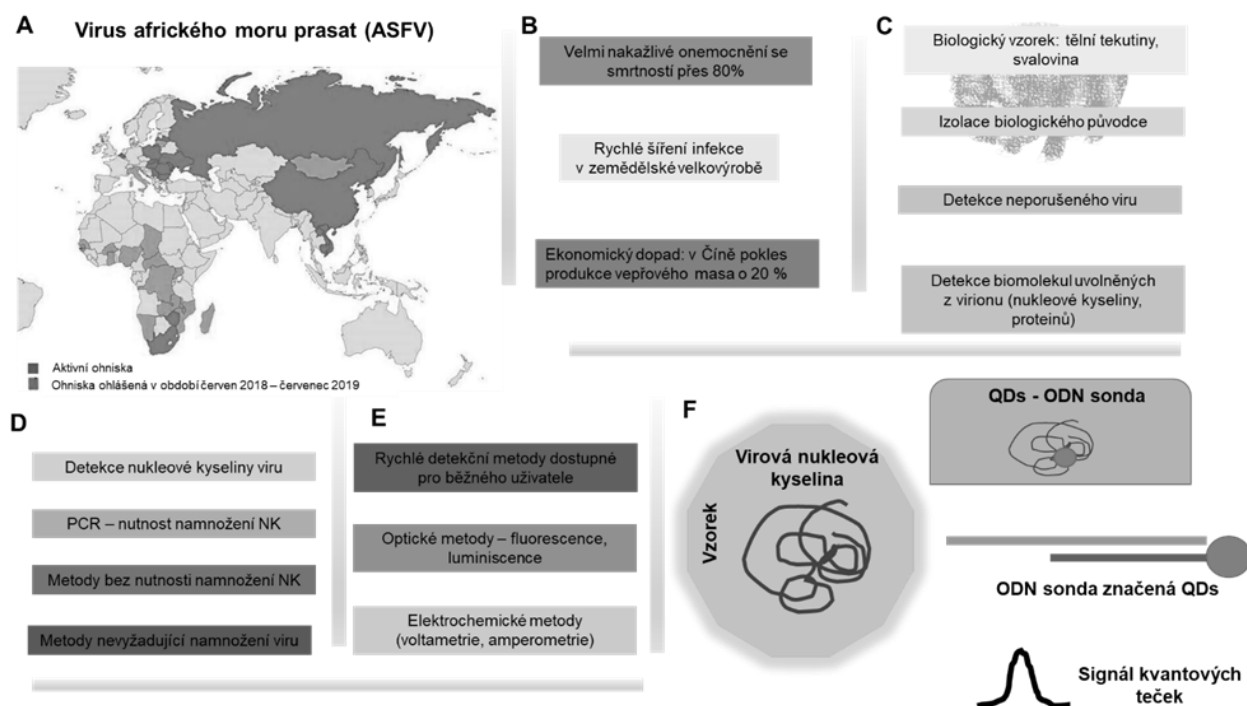 A
Virus afrického moru prasat (ASFV)
Aktivní ohniska
Ohniska ohlášená v období červen 2018 – červenec 2019
B
Velmi nakažlivé onemocnění se
smrtností přes 80%
Rychlé šíření infekce
v zemědělské velkovýrobě
Ekonomický dopad: v Číně pokles
produkce vepřového masa o 20 %
C
Biologický vzorek: tělní tekutiny,
svalovina
Izolace biologického původce
Detekce neporušeného viru
Detekce biomolekul uvolněných
z virionu (nukleové kyseliny,
proteinů)
D
Detekce nukleové kyseliny viru
PCR – nutnost namnožení NK
Metody bez nutnosti namnožení NK
Metody nevyžadující namnožení viru
E
Rychlé detekční metody dostupné
pro běžného uživatele
Optické metody – fluorescence,
luminiscence
Elektrochemické metody
(voltametrie, amperometrie)
F
Virová nukleová
kyselina
Vzorek
QDs - ODN sonda
ODN sonda značená QDs
Signál kvantových
teček